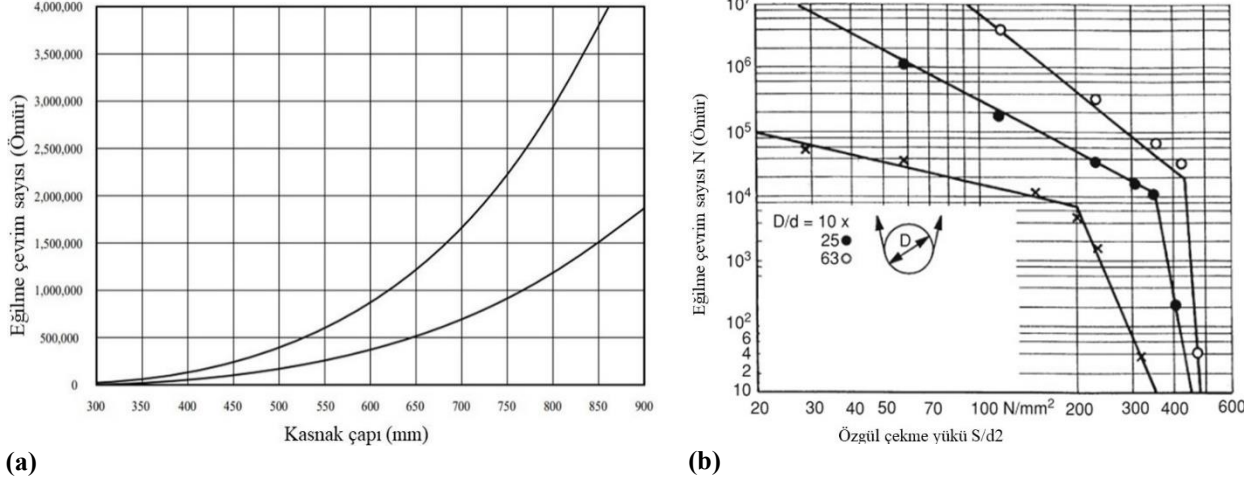 4,000,000
3,500,000
3,000,000
2,500,000
2,000,000
1,500,000
1,000,000
500,000
0
Eğilme çevrim sayısı (Ömür)
300 350 400 450 500 550 600 650 700 750 800 850 900
Kasnak çapı (mm)
(a)
10⁷
10⁶
10⁵
10⁴
10³
10²
6
4
2
10
Eğilme çevrim sayısı N (Ömür)
D/d = 10 x
25 ●
63 ○
D
20 30 40 50 70 100 N/mm² 200 300 400 600
Özgül çekme yükü S/d2
(b)